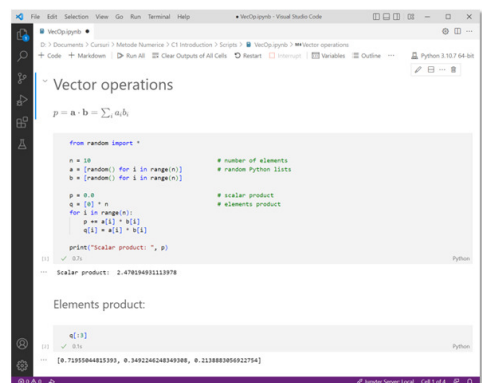 File Edit Selection View Go Run Terminal Help
● VecOp.ipynb - Visual Studio Code
VecOp.ipynb ●
D: > Documents > Cursuri > Metode Numerice > C1 Introduction > Scripts > VecOp.ipynb > Vector operations
+ Code + Markdown Run All Clear Outputs of All Cells Restart Interrupt Variables Outline ··· Python 3.10.7 64-bit
Vector operations
p = a · b = ∑i aibi
from random import *
n = 10 # number of elements
a = [random() for i in range(n)] # random Python lists
b = [random() for i in range(n)]
p = 0.0 # scalar product
q = [0] * n # elements product
for i in range(n):
p += a[i] * b[i]
q[i] = a[i] * b[i]
print("Scalar product: ", p)
[1] ✓ 0.7s Python
Scalar product: 2.470194931113978
Elements product:
q[:3]
✓ 0.1s Python
[0.71955044815393, 0.3492246248349308, 0.2138883056922754]
Jupyter Server: Local Cell 1 of 4